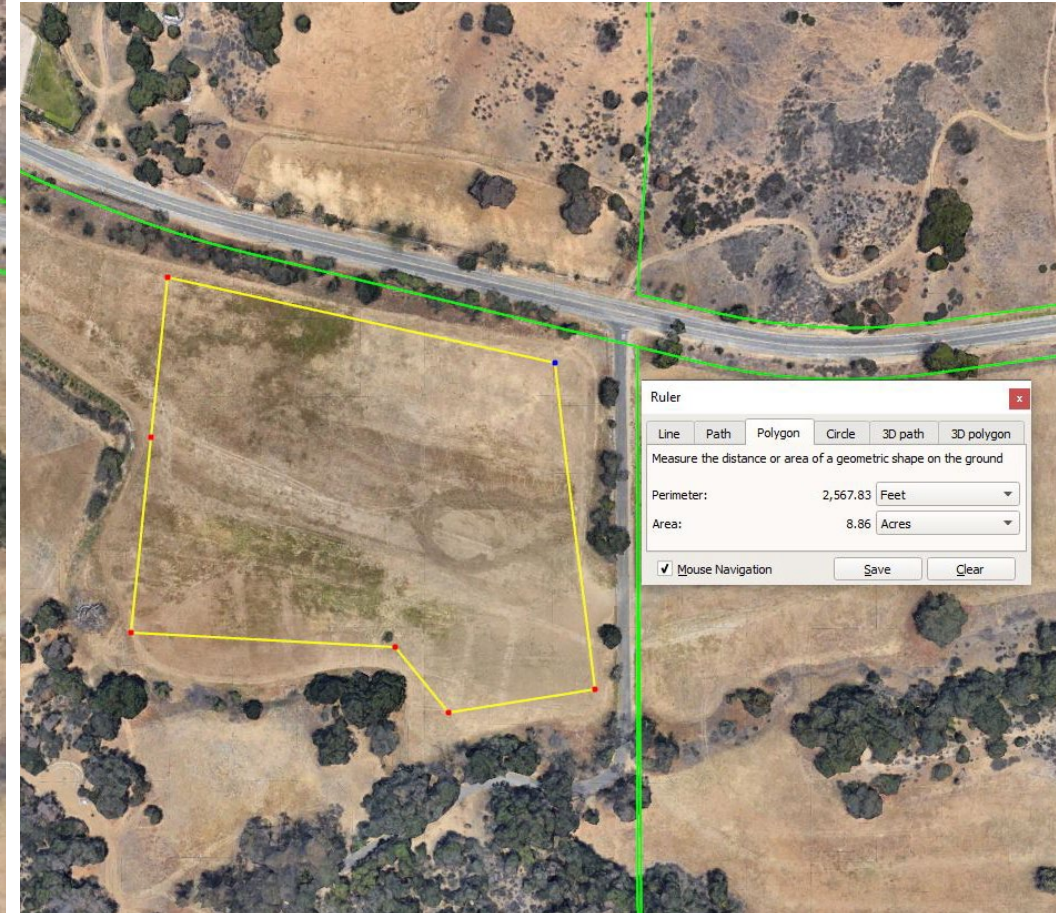 Ruler
x
Line Path Polygon Circle 3D path 3D polygon
Measure the distance or area of a geometric shape on the ground
Perimeter: 2,567.83 Feet
Area: 8.86 Acres
Mouse Navigation Save Clear